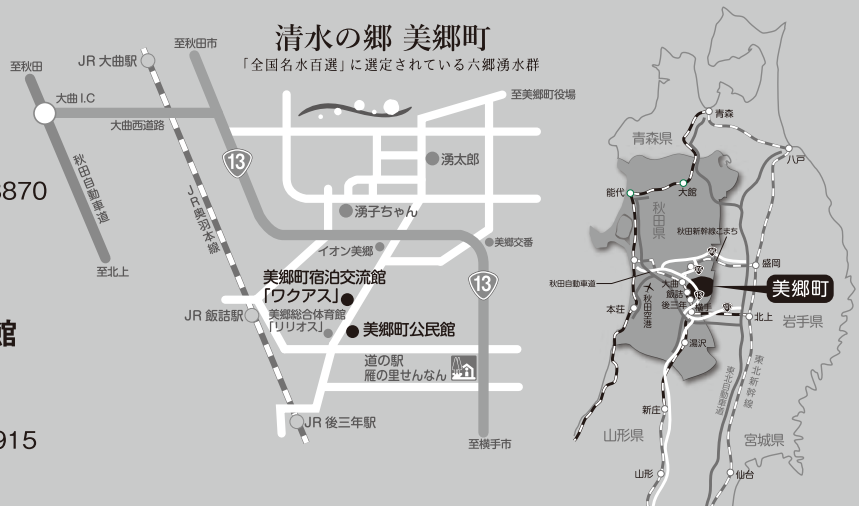 清水の郷 美郷町
「全国名水百選」に選定されている六郷湧水群
至秋田
JR 大曲駅
至秋田市
至美郷町役場
大曲 I.C
大曲西道路
13
湧太郎
秋田自動車道
JR奥羽本線
湧子ちゃん
至北上
イオン美郷
美郷交番
13
美郷町宿泊交流館
「ワクアス」
JR 飯詰駅
美郷総合体育館
「リリオス」
美郷町公民館
道の駅
雁の里せんなん
JR 後三年駅
至横手市
3870
館
915
青森
青森県
八戸
能代
大館
秋田県
秋田新幹線こまち
盛岡
秋田自動車道
大曲
飯詰
後三年
横手
美郷町
本荘
秋田空港
北上
岩手県
湯沢
東北新幹線
東北自動車道
新庄
山形県
宮城県
山形
仙台